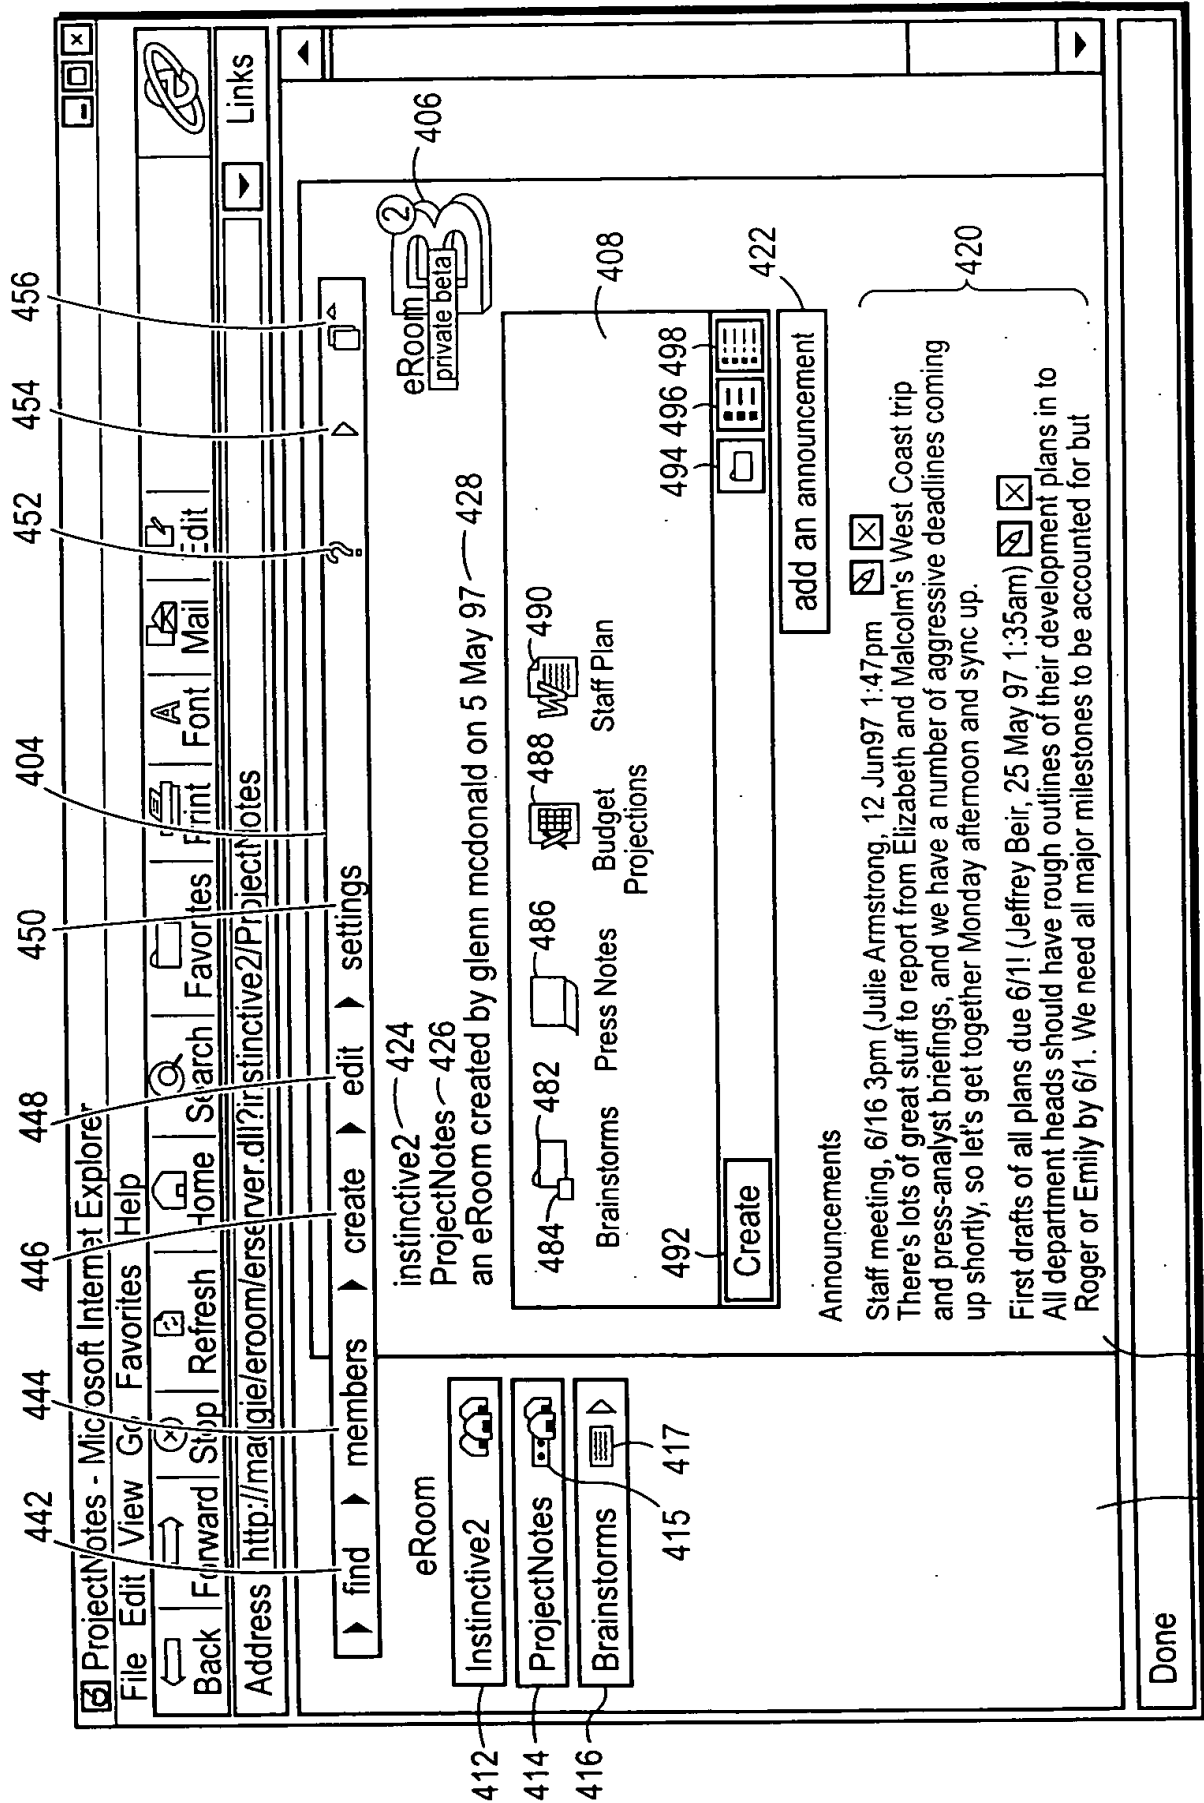 442 444 446 448 450 404 452 454 456
ProjectNotes - Microsoft Internet Explorer
File Edit View Go Favorites Help
Back Forward Stop Refresh Home Search Favorites Print Font Mail Edit
Address http://maggie/eroom/erserver.dll?instinctive2/ProjectNotes Links
find members create edit settings ?
eRoom
412 Instinctive2
414 ProjectNotes
415
416 Brainstorms
417
instinctive2 424
ProjectNotes 426
an eRoom created by glenn mcdonald on 5 May 97 428
eRoom 2
private beta
406
484 482 486 488 490
Brainstorms Press Notes Budget Staff Plan
Projections
408
492 494 496 498
Create
add an announcement 422
Announcements
Staff meeting, 6/16 3pm (Julie Armstrong, 12 Jun97 1:47pm
There's lots of great stuff to report from Elizabeth and Malcolm's West Coast trip
and press-analyst briefings, and we have a number of aggressive deadlines coming
up shortly, so let's get together Monday afternoon and sync up.
420
First drafts of all plans due 6/1! (Jeffrey Beir, 25 May 97 1:35am)
All department heads should have rough outlines of their development plans in to
Roger or Emily by 6/1. We need all major milestones to be accounted for but
Done